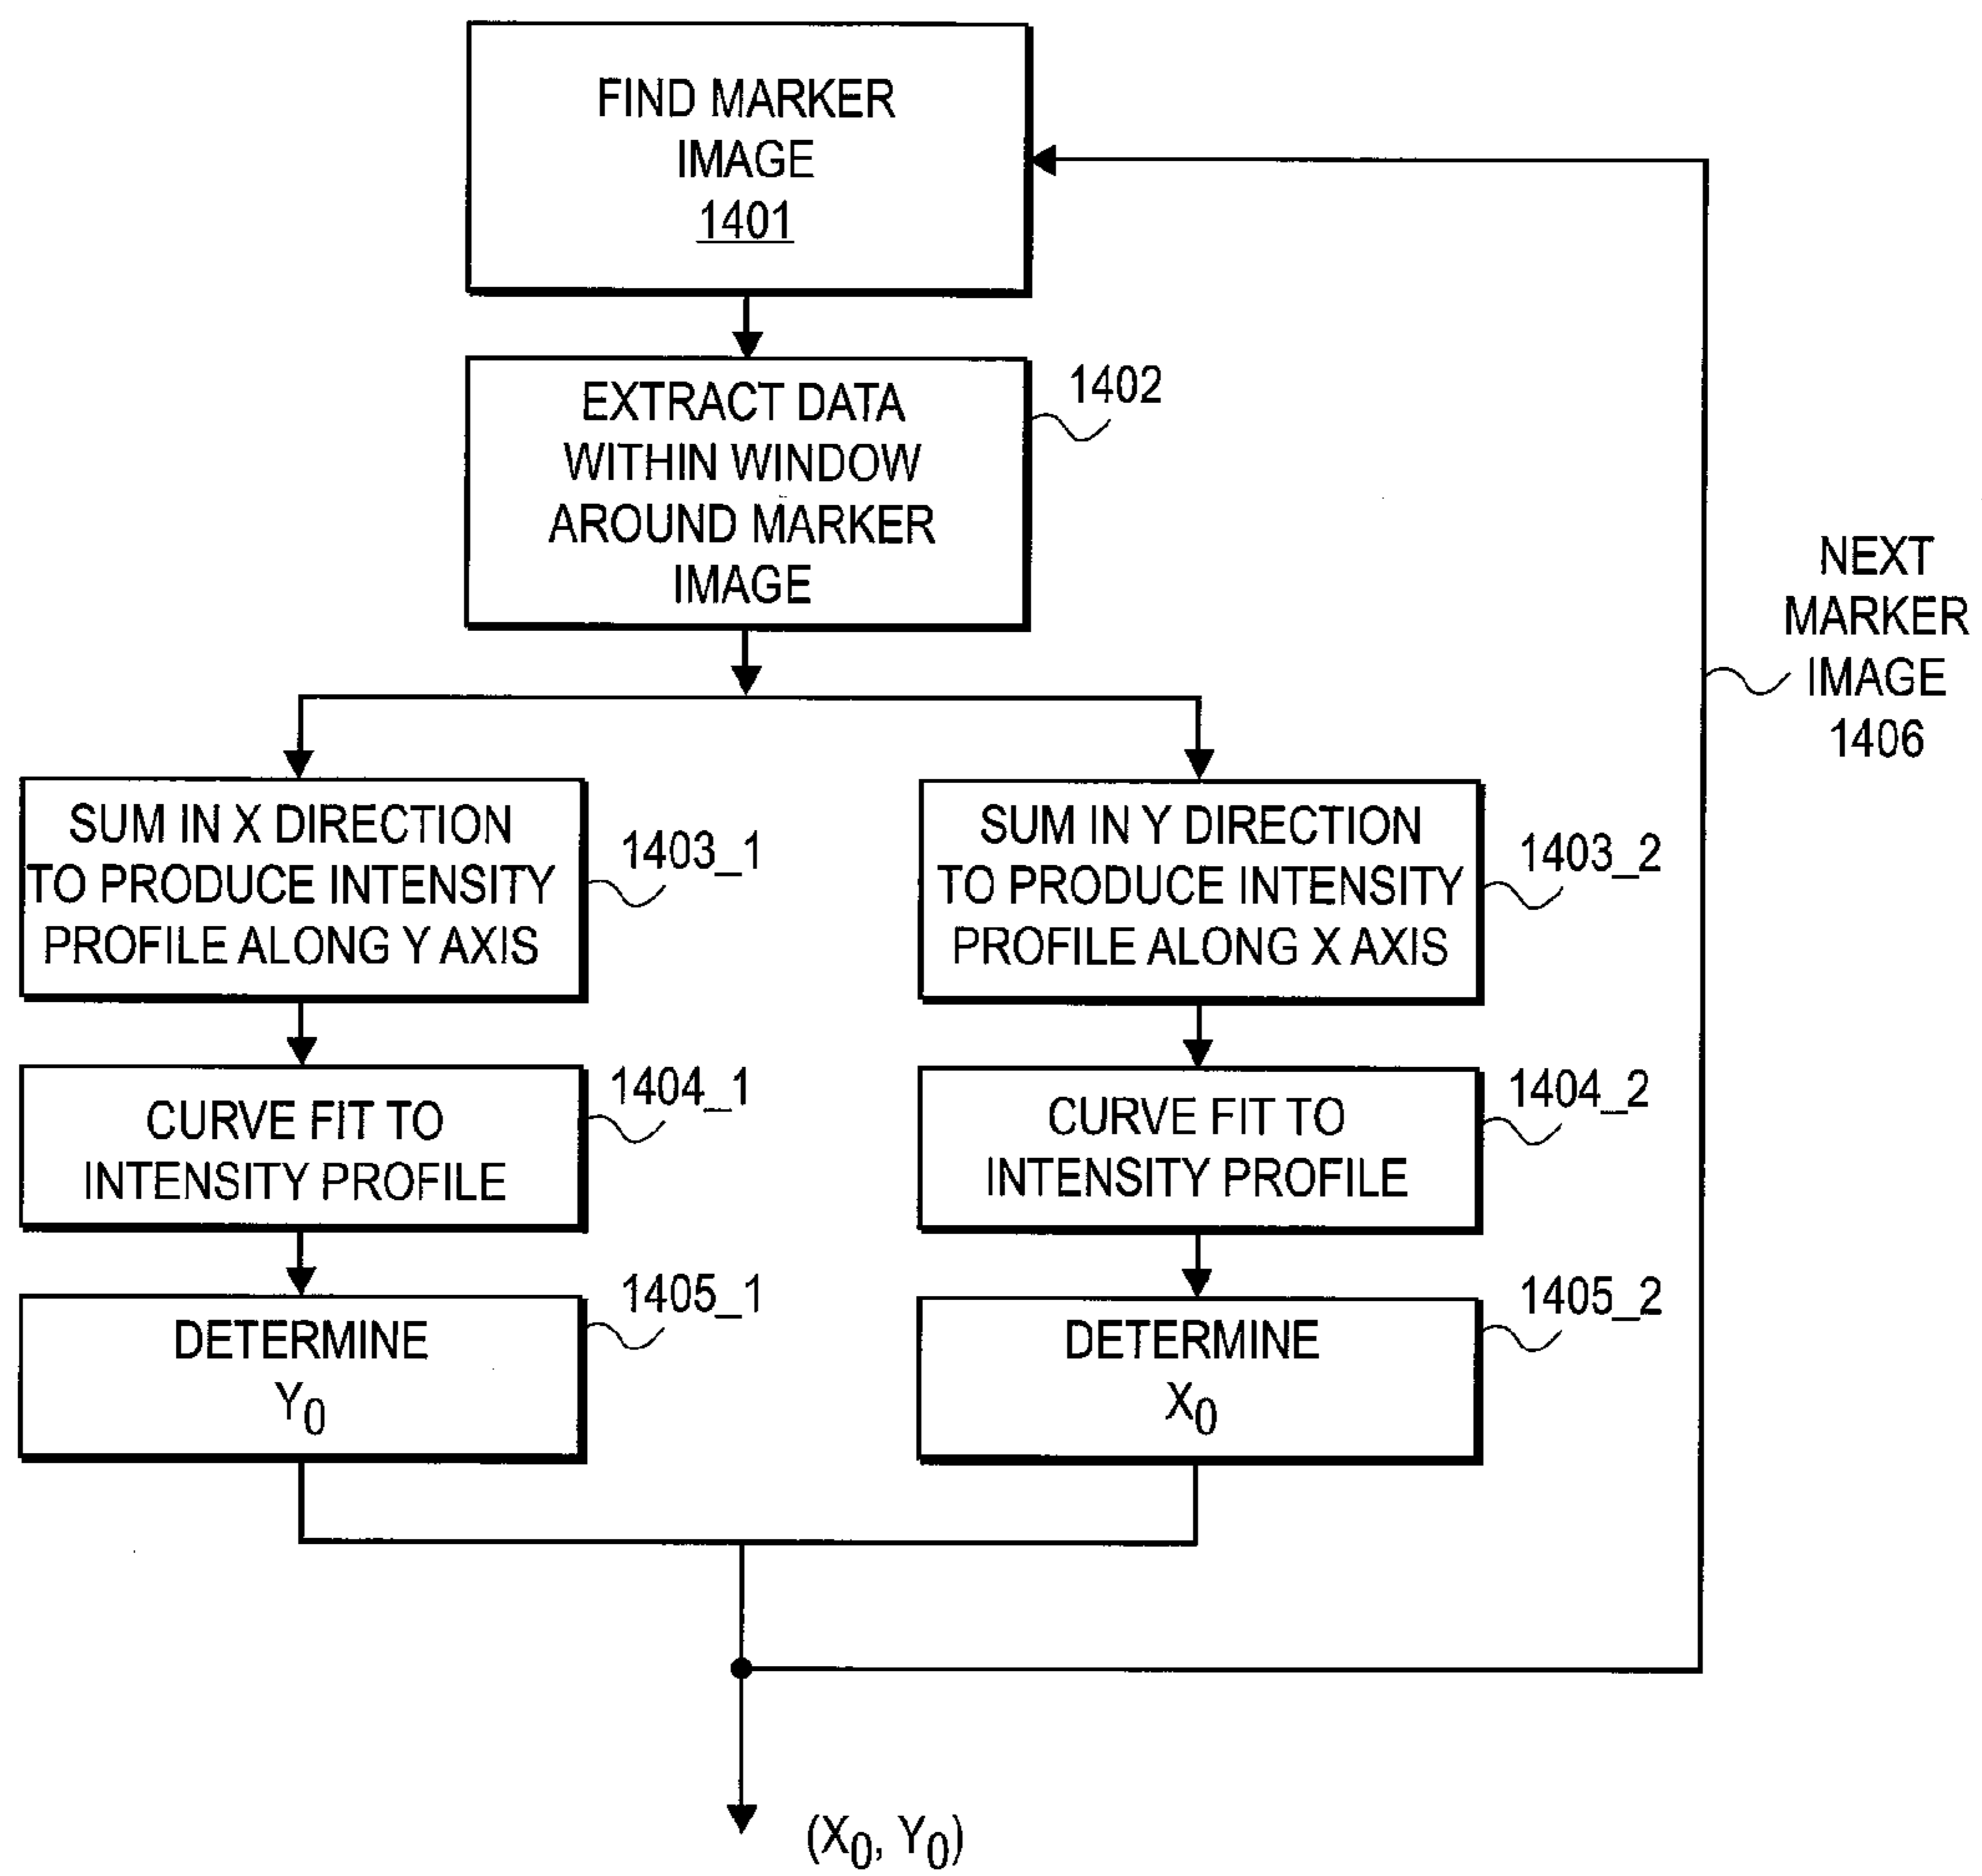 FIND MARKER
IMAGE
1401
EXTRACT DATA
WITHIN WINDOW
AROUND MARKER
IMAGE
1402
NEXT
MARKER
IMAGE
1406
SUM IN X DIRECTION
TO PRODUCE INTENSITY
PROFILE ALONG Y AXIS
1403_1
SUM IN Y DIRECTION
TO PRODUCE INTENSITY
PROFILE ALONG X AXIS
1403_2
CURVE FIT TO
INTENSITY PROFILE
1404_1
CURVE FIT TO
INTENSITY PROFILE
1404_2
DETERMINE
Y0
1405_1
DETERMINE
X0
1405_2
(X0, Y0)